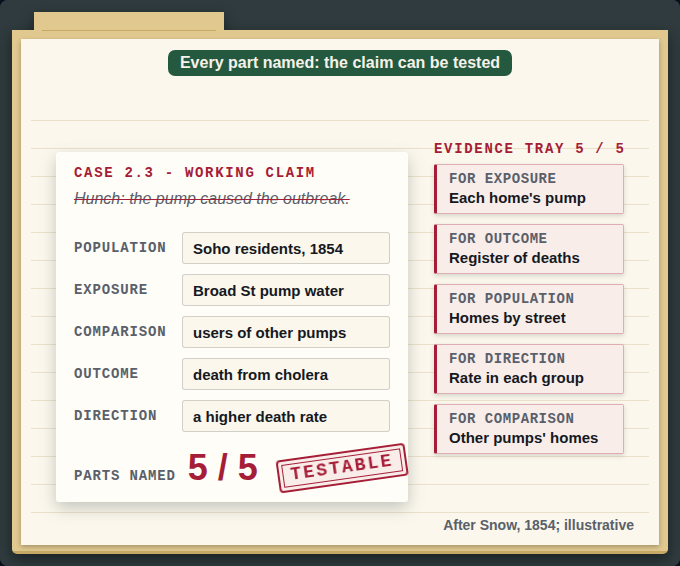 Every part named: the claim can be tested
CASE 2.3 - WORKING CLAIM
Hunch: the pump caused the outbreak.
POPULATION Soho residents, 1854
EXPOSURE Broad St pump water
COMPARISON users of other pumps
OUTCOME death from cholera
DIRECTION a higher death rate
PARTS NAMED 5 / 5 TESTABLE
EVIDENCE TRAY 5 / 5
FOR EXPOSURE
Each home's pump
FOR OUTCOME
Register of deaths
FOR POPULATION
Homes by street
FOR DIRECTION
Rate in each group
FOR COMPARISON
Other pumps' homes
After Snow, 1854; illustrative